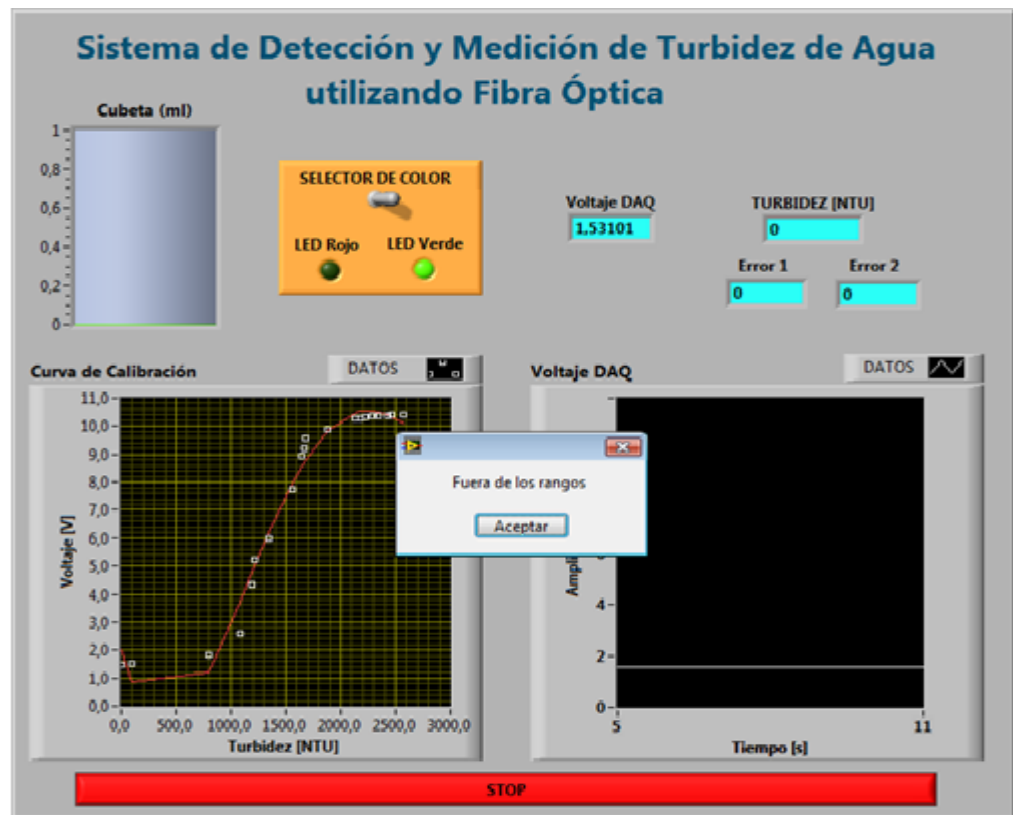 Sistema de Detección y Medición de Turbidez de Agua
utilizando Fibra Óptica
Cubeta (ml)
1
0,8
0,6
0,4
0,2
0
SELECTOR DE COLOR
LED Rojo
LED Verde
Voltaje DAQ
1,53101
TURBIDEZ [NTU]
0
Error 1
0
Error 2
0
Curva de Calibración
DATOS
11,0
10,0
9,0
8,0
7,0
6,0
5,0
4,0
3,0
2,0
1,0
0,0
Voltaje [V]
0,0 500,0 1000,0 1500,0 2000,0 2500,0 3000,0
Turbidez [NTU]
Voltaje DAQ
DATOS
Fuera de los rangos
Aceptar
4
2
0
5 11
Tiempo [s]
STOP